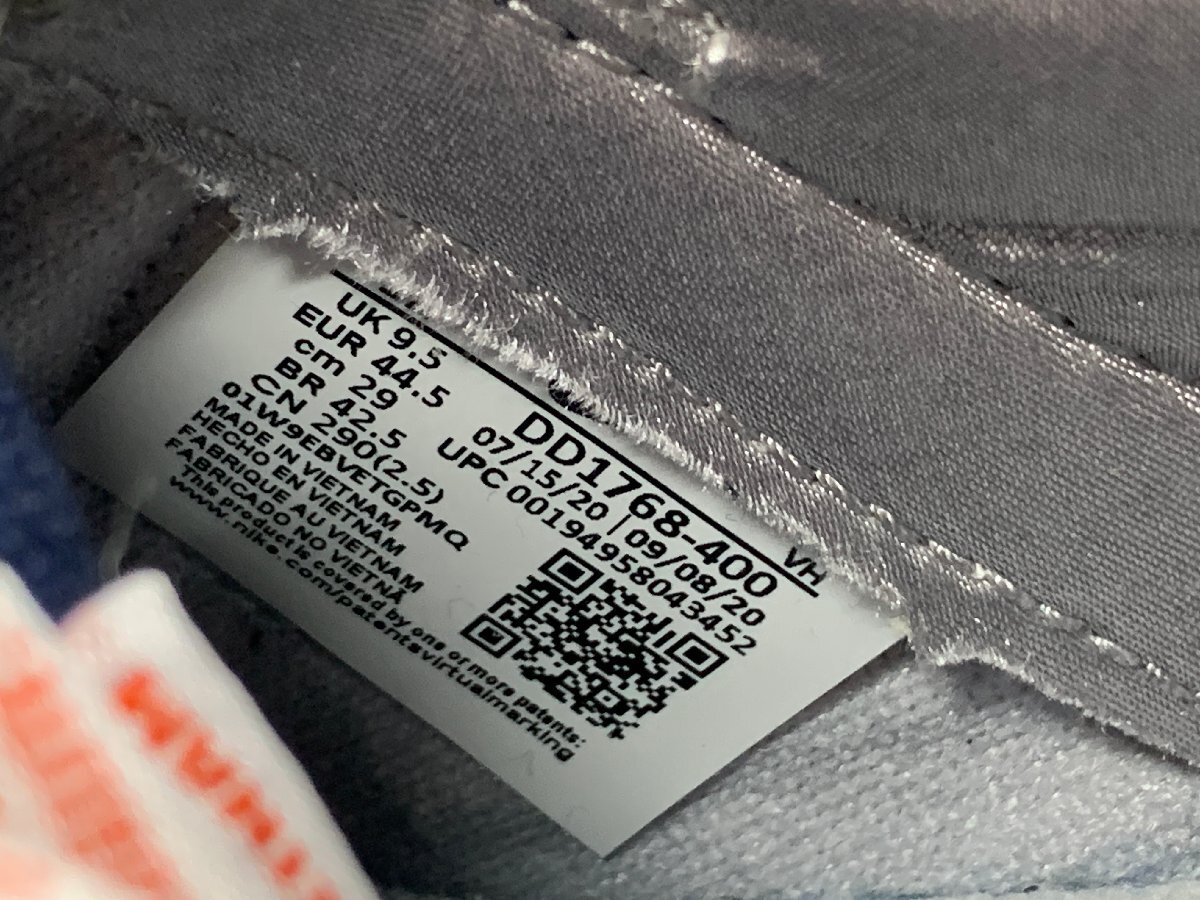 VH
UK 9.5
EUR 44.5
cm 29
BR 42.5
CN 290(2.5)
01W9EBVETGPMQ
MADE IN VIETNAM
HECHO EN VIETNAM
FABRIQUE AU VIETNAM
FABRICADO NO VIETNÃ
This product is covered by one or more patents:
www.nike.com/patentsvirtualmarking
DD1768-400
07/15/20 | 09/08/20
UPC 00194958043452